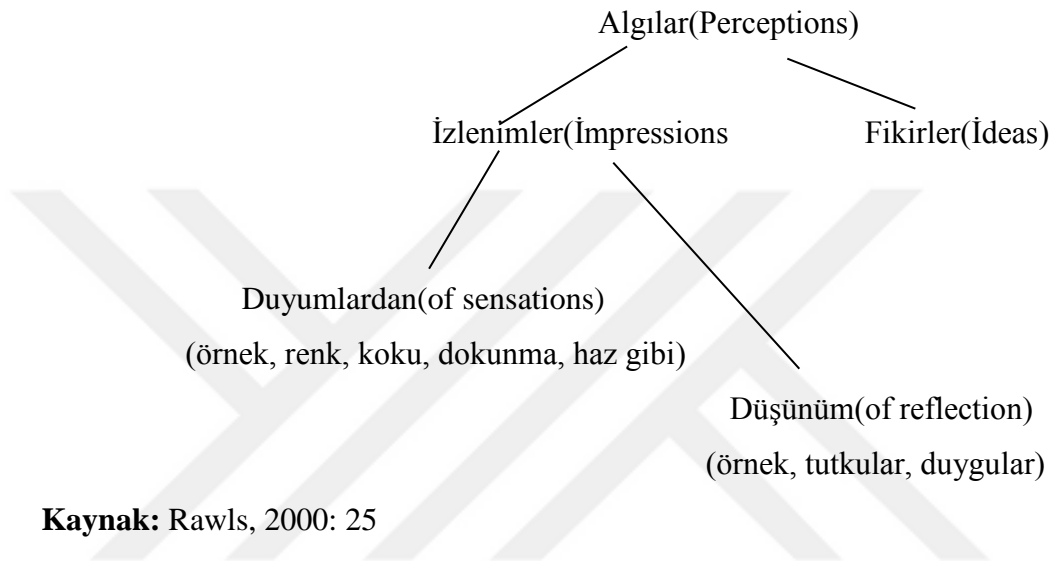 Algılar(Perceptions)
İzlenimler(İmpressions Fikirler(İdeas)
Duyumlardan(of sensations)
(örnek, renk, koku, dokunma, haz gibi)
Düşünüm(of reflection)
(örnek, tutkular, duygular)
Kaynak: Rawls, 2000: 25